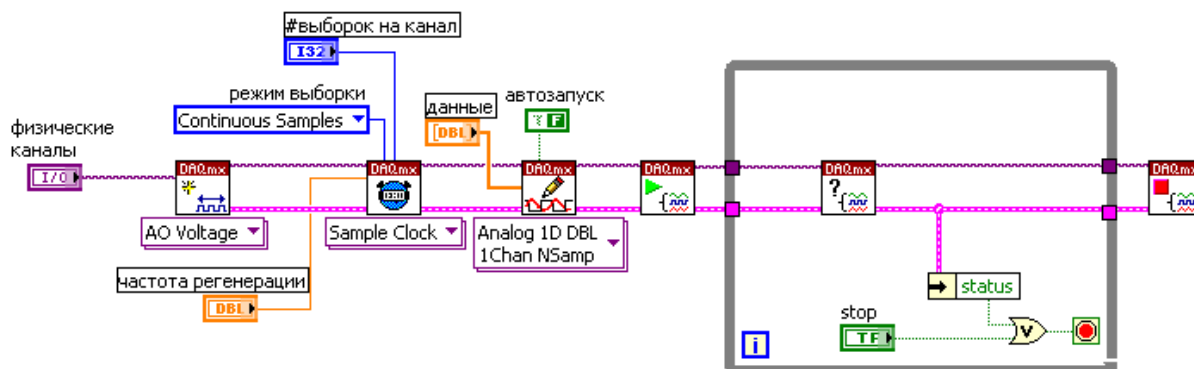 #выборок на канал
I32
режим выборки
Continuous Samples
данные
[DBL]
автозапуск
F
физические
каналы
I/O
DAQmx
DAQmx
DAQmx
DAQmx
DAQmx
DAQmx
AO Voltage
Sample Clock
Analog 1D DBL
1Chan NSamp
частота регенерации
DBL
status
stop
TF
V
i